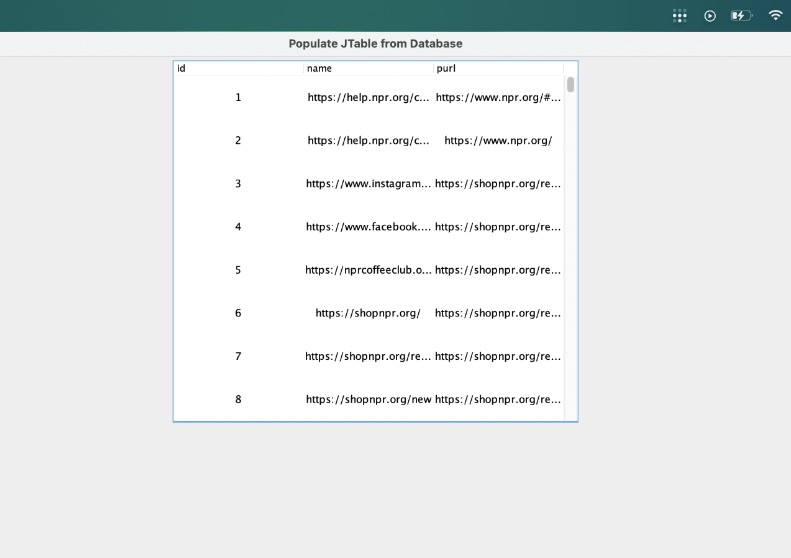 Populate JTable from Database
id name purl
1 https://help.npr.org/c... https://www.npr.org/#...
2 https://help.npr.org/c... https://www.npr.org/
3 https://www.instagram... https://shopnpr.org/re...
4 https://www.facebook.... https://shopnpr.org/re...
5 https://nprcoffeeclub.o... https://shopnpr.org/re...
6 https://shopnpr.org/ https://shopnpr.org/re...
7 https://shopnpr.org/re... https://shopnpr.org/re...
8 https://shopnpr.org/new https://shopnpr.org/re...